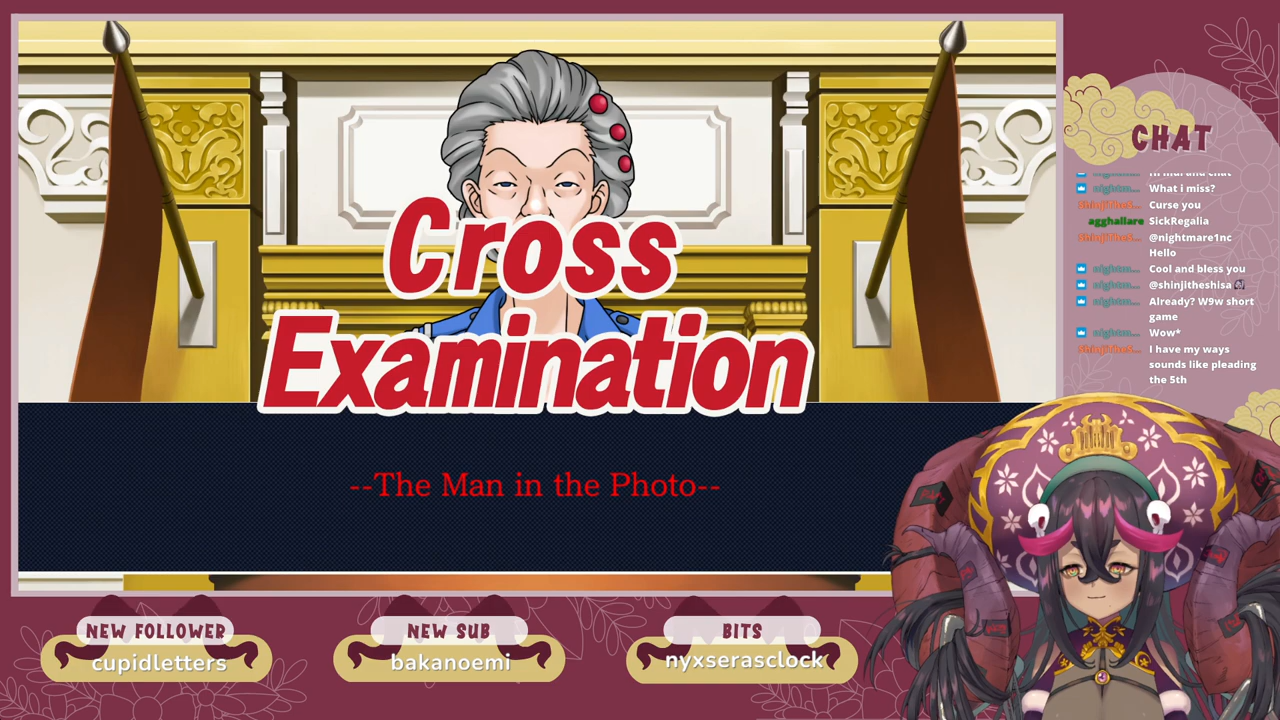 Cross
Examination
--The Man in the Photo--
CHAT
What i miss?
Curse you
agghallare SickRegalia
@nightmare1nc
Hello
Cool and bless you
@shinjitheshisa
Already? W9w short
game
Wow*
I have my ways
sounds like pleading
the 5th
NEW FOLLOWER
cupidletters
NEW SUB
bakanoemi
BITS
nyxserasclock